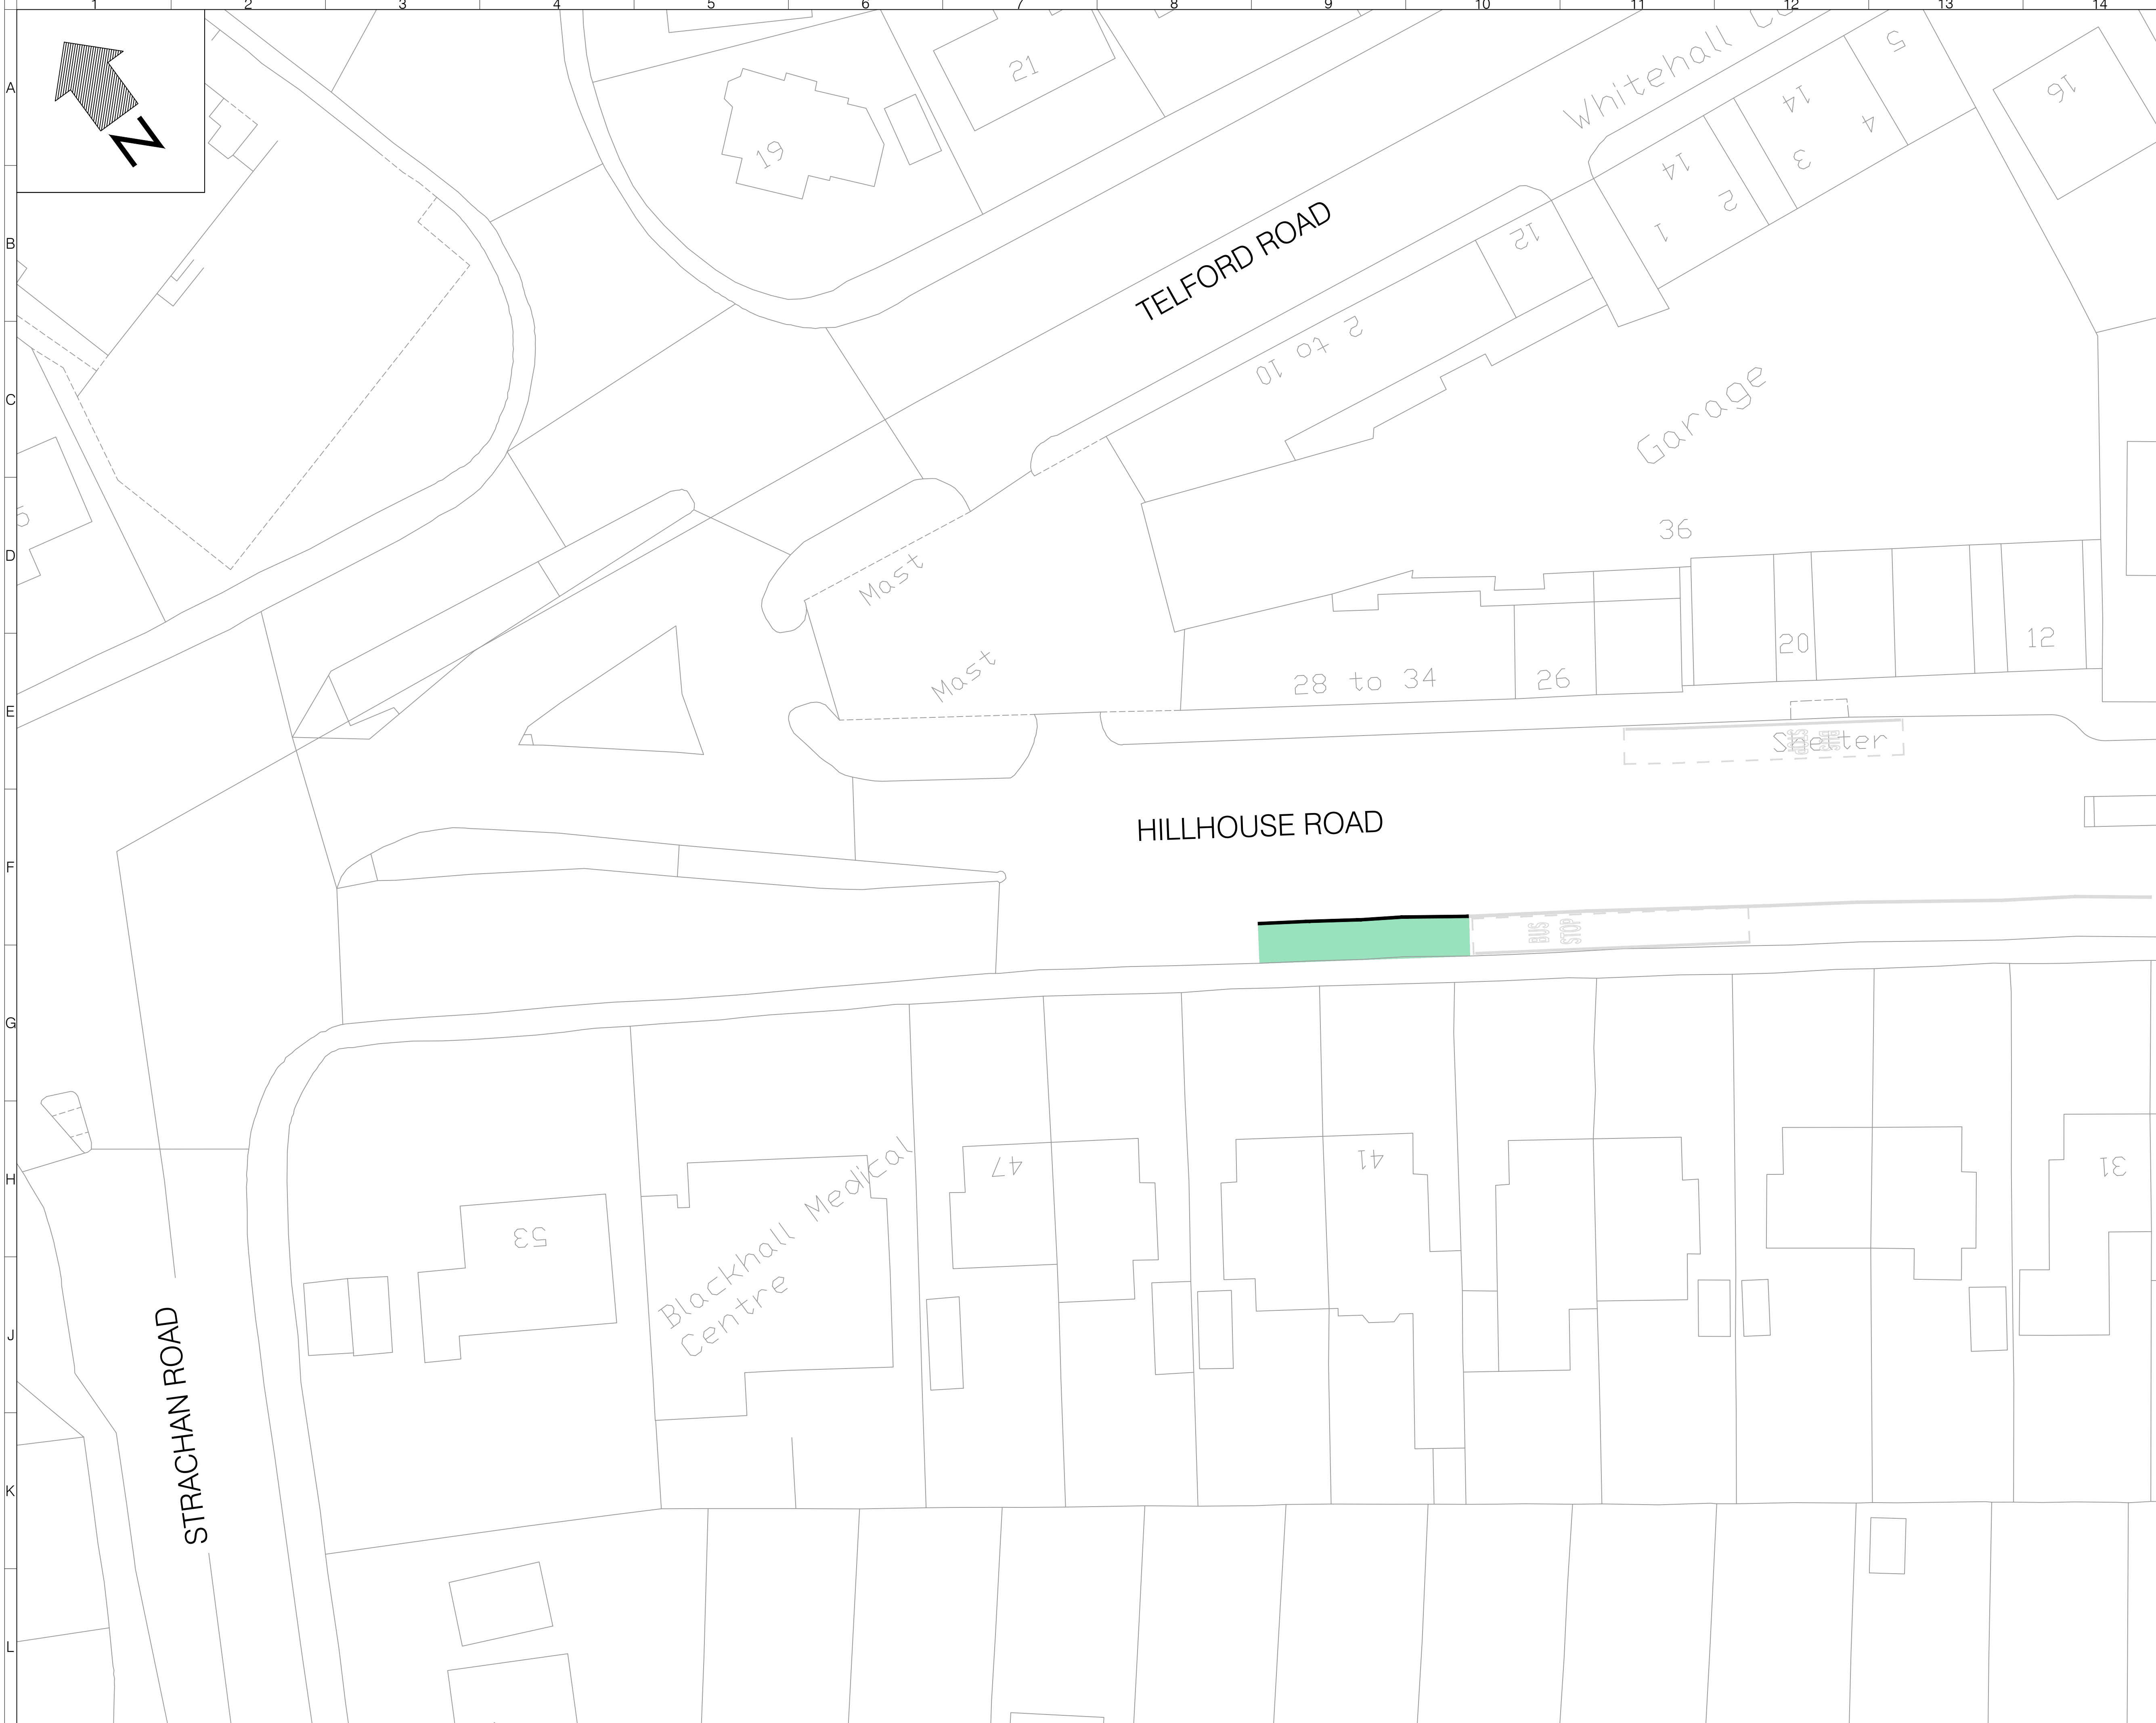 1 2 3 4 5 6 7 8 9 10 11 12 13 14
A
B
C
D
E
F
G
H
J
K
L
N
19
21
Whitehall
5
14
4
16
14
3
2
1
12
TELFORD ROAD
2 to 10
Garage
36
Mast
Mast
28 to 34
26
20
12
Shelter
BUS
STOP
HILLHOUSE ROAD
BUS
STOP
53
Blackhall Medical
Centre
47
41
31
STRACHAN ROAD